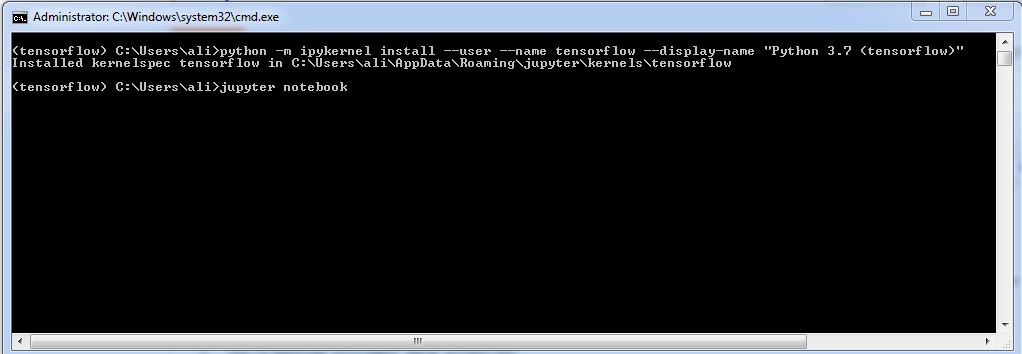 Administrator: C:\Windows\system32\cmd.exe
(tensorflow) C:\Users\ali>python -m ipykernel install --user --name tensorflow --display-name "Python 3.7 (tensorflow)"
Installed kernelspec tensorflow in C:\Users\ali\AppData\Roaming\jupyter\kernels\tensorflow
(tensorflow) C:\Users\ali>jupyter notebook